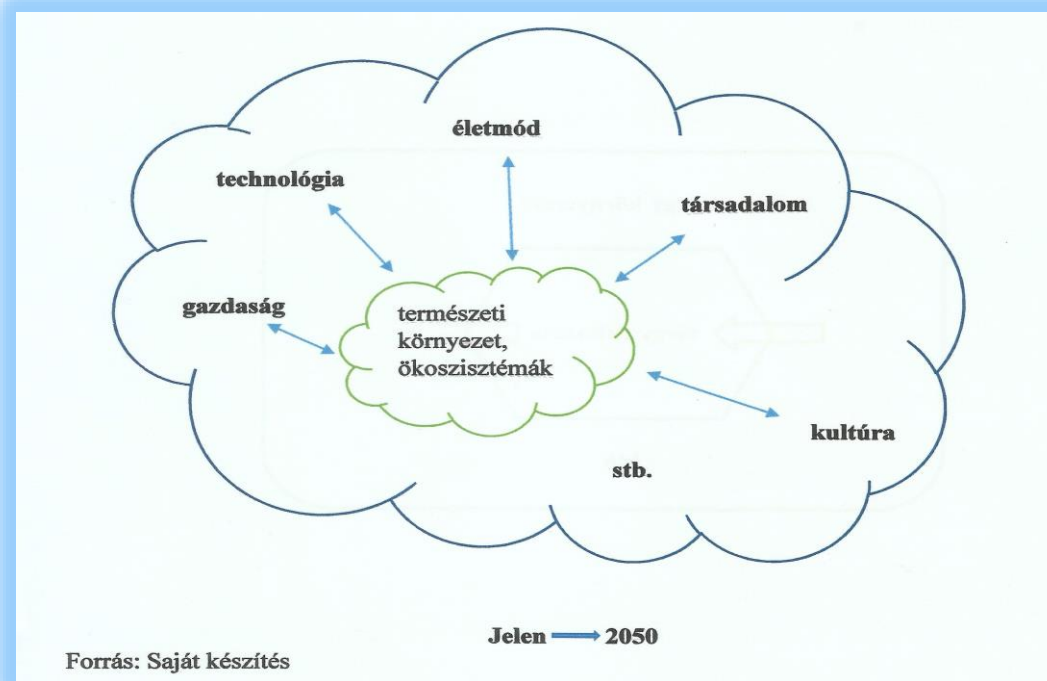 életmód
technológia
társadalom
gazdaság
természeti
környezet,
ökoszisztémák
kultúra
stb.
Jelen 2050
Forrás: Saját készítés